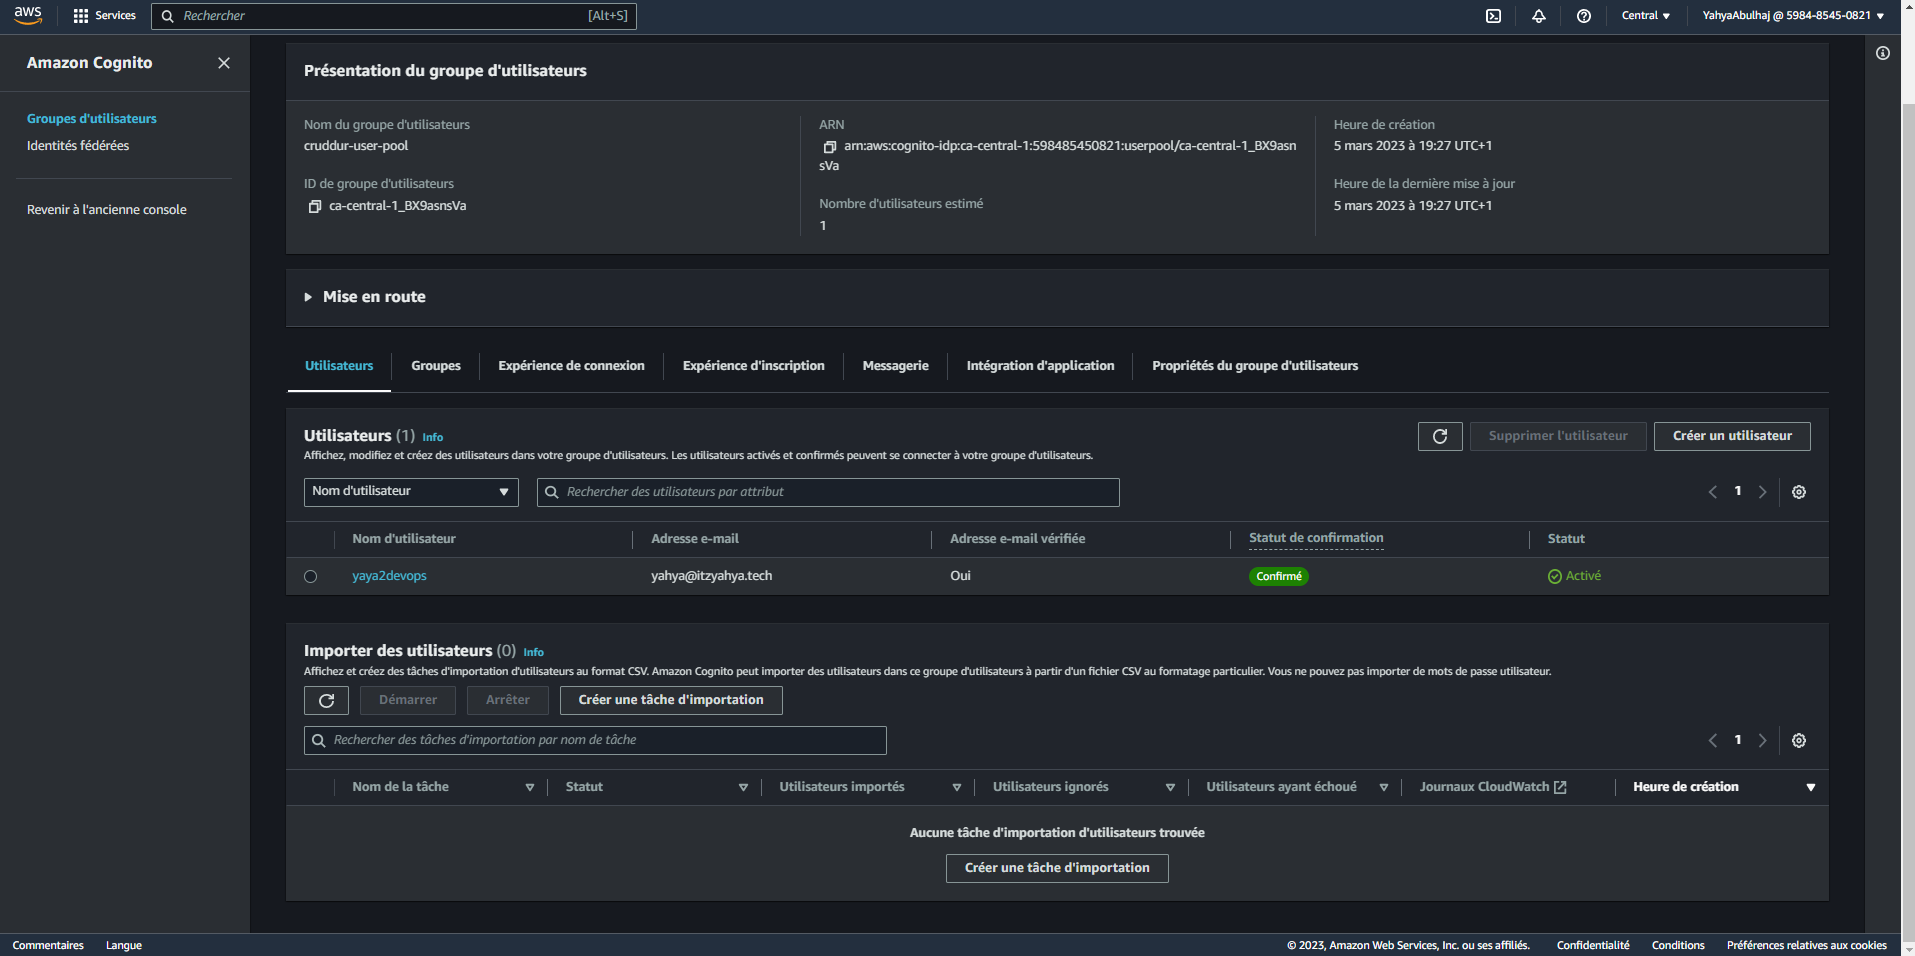 aws
Services
Rechercher
[Alt+S]
Central
YahyaAbulhaj @ 5984-8545-0821
Amazon Cognito
Groupes d'utilisateurs
Identités fédérées
Revenir à l'ancienne console
Présentation du groupe d'utilisateurs
Nom du groupe d'utilisateurs
cruddur-user-pool
ID de groupe d'utilisateurs
ca-central-1_BX9asnsVa
ARN
arn:aws:cognito-idp:ca-central-1:598485450821:userpool/ca-central-1_BX9asn
sVa
Nombre d'utilisateurs estimé
1
Heure de création
5 mars 2023 à 19:27 UTC+1
Heure de la dernière mise à jour
5 mars 2023 à 19:27 UTC+1
Mise en route
Utilisateurs
Groupes
Expérience de connexion
Expérience d'inscription
Messagerie
Intégration d'application
Propriétés du groupe d'utilisateurs
Utilisateurs (1) Info
Affichez, modifiez et créez des utilisateurs dans votre groupe d'utilisateurs. Les utilisateurs activés et confirmés peuvent se connecter à votre groupe d'utilisateurs.
Supprimer l'utilisateur
Créer un utilisateur
Nom d'utilisateur
Rechercher des utilisateurs par attribut
1
Nom d'utilisateur
Adresse e-mail
Adresse e-mail vérifiée
Statut de confirmation
Statut
yaya2devops
yahya@itzyahya.tech
Oui
Confirmé
Activé
Importer des utilisateurs (0) Info
Affichez et créez des tâches d'importation d'utilisateurs au format CSV. Amazon Cognito peut importer des utilisateurs dans ce groupe d'utilisateurs à partir d'un fichier CSV au formatage particulier. Vous ne pouvez pas importer de mots de passe utilisateur.
Démarrer
Arrêter
Créer une tâche d'importation
Rechercher des tâches d'importation par nom de tâche
1
Nom de la tâche
Statut
Utilisateurs importés
Utilisateurs ignorés
Utilisateurs ayant échoué
Journaux CloudWatch
Heure de création
Aucune tâche d'importation d'utilisateurs trouvée
Créer une tâche d'importation
Commentaires
Langue
© 2023, Amazon Web Services, Inc. ou ses affiliés.
Confidentialité
Conditions
Préférences relatives aux cookies